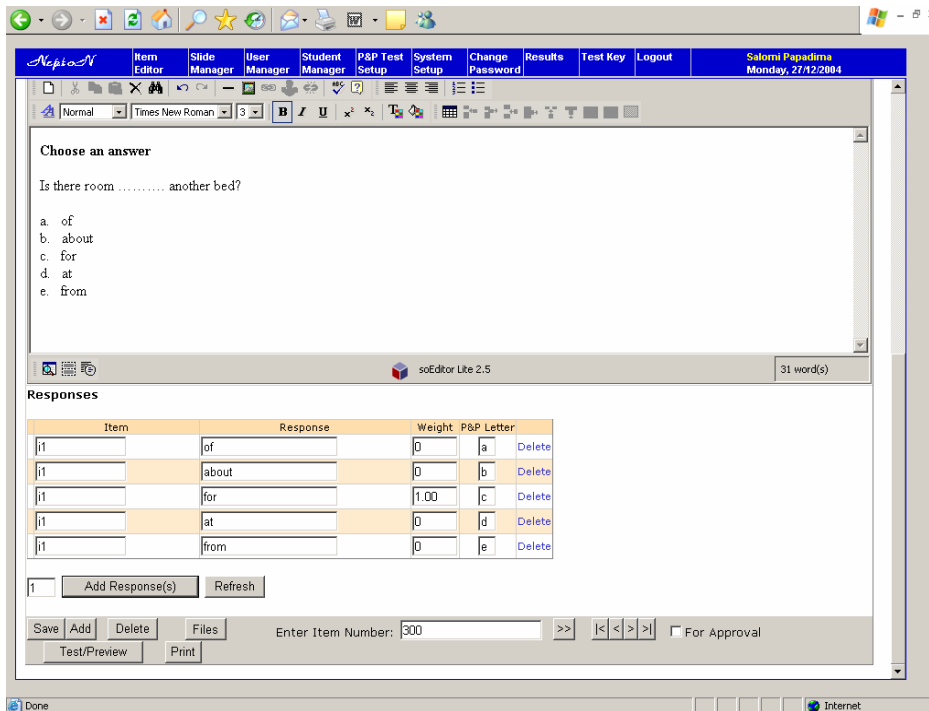 NepioN Item Editor Slide Manager User Manager Student Manager P&P Test Setup System Setup Change Password Results Test Key Logout Salomi Papadima Monday, 27/12/2004
Normal Times New Roman 3 B I U x² x₂
Choose an answer
Is there room .......... another bed?
a. of
b. about
c. for
d. at
e. from
soEditor Lite 2.5 31 word(s)
Responses
Item Response Weight P&P Letter
i1 of 0 a Delete
i1 about 0 b Delete
i1 for 1.00 c Delete
i1 at 0 d Delete
i1 from 0 e Delete
1 Add Response(s) Refresh
Save Add Delete Files Enter Item Number: 300 >> |< < > >| For Approval
Test/Preview Print
Done Internet